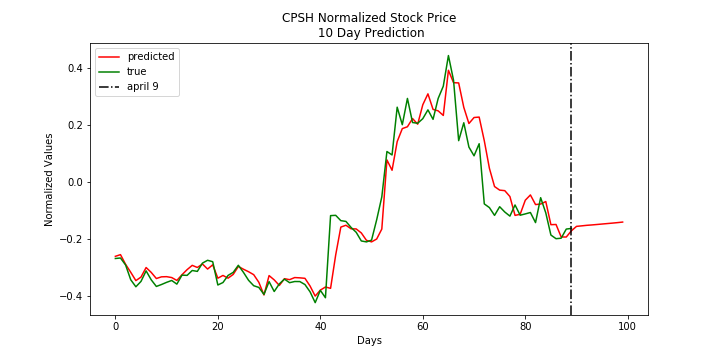 CPSH Normalized Stock Price
10 Day Prediction
predicted
true
april 9
Normalized Values
0.4
0.2
0.0
−0.2
−0.4
0
20
40
60
80
100
Days